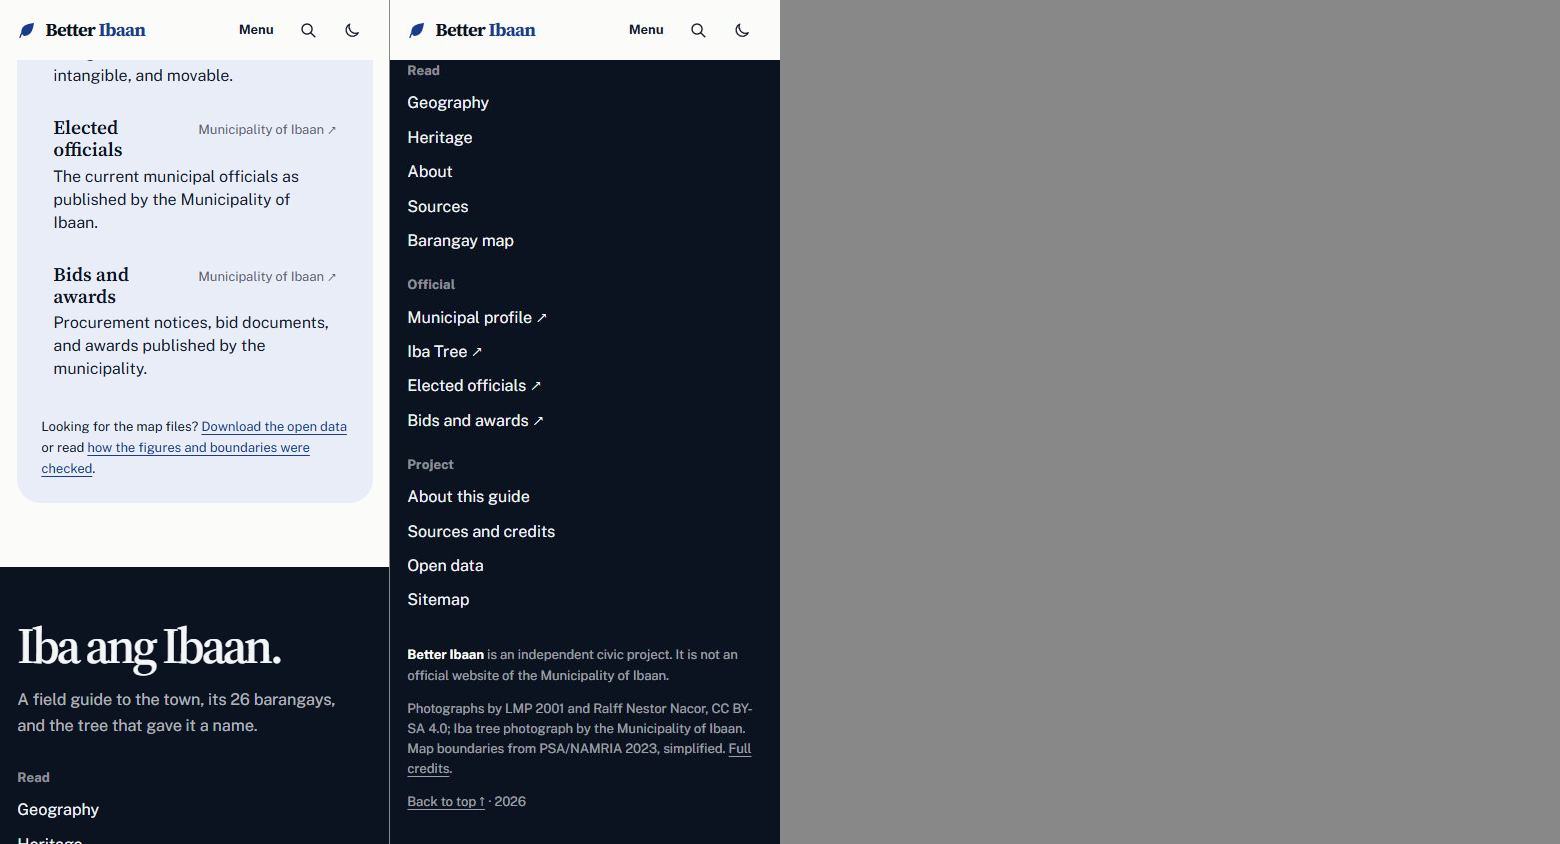 Better Ibaan
Menu
intangible, and movable.
Elected officials
Municipality of Ibaan ↗
The current municipal officials as
published by the Municipality of
Ibaan.
Bids and awards
Municipality of Ibaan ↗
Procurement notices, bid documents,
and awards published by the
municipality.
Looking for the map files? Download the open data
or read how the figures and boundaries were
checked.
Iba ang Ibaan.
A field guide to the town, its 26 barangays,
and the tree that gave it a name.
Read
Geography
Heritage
Better Ibaan
Menu
Read
Geography
Heritage
About
Sources
Barangay map
Official
Municipal profile ↗
Iba Tree ↗
Elected officials ↗
Bids and awards ↗
Project
About this guide
Sources and credits
Open data
Sitemap
Better Ibaan is an independent civic project. It is not an
official website of the Municipality of Ibaan.
Photographs by LMP 2001 and Ralff Nestor Nacor, CC BY-
SA 4.0; Iba tree photograph by the Municipality of Ibaan.
Map boundaries from PSA/NAMRIA 2023, simplified. Full
credits.
Back to top ↑ · 2026